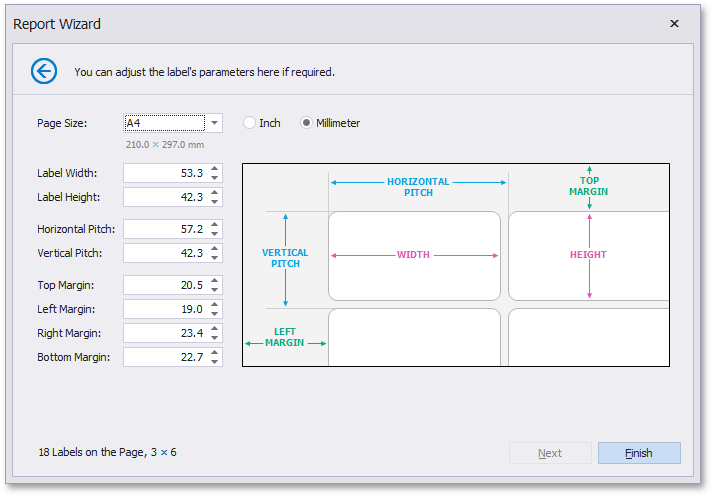 Report Wizard
You can adjust the label's parameters here if required.
Page Size: A4 Inch Millimeter
210.0 × 297.0 mm
Label Width: 53.3
Label Height: 42.3
Horizontal Pitch: 57.2
Vertical Pitch: 42.3
Top Margin: 20.5
Left Margin: 19.0
Right Margin: 23.4
Bottom Margin: 22.7
HORIZONTAL
PITCH
TOP
MARGIN
VERTICAL
PITCH
WIDTH
HEIGHT
LEFT
MARGIN
18 Labels on the Page, 3 × 6
Next Finish